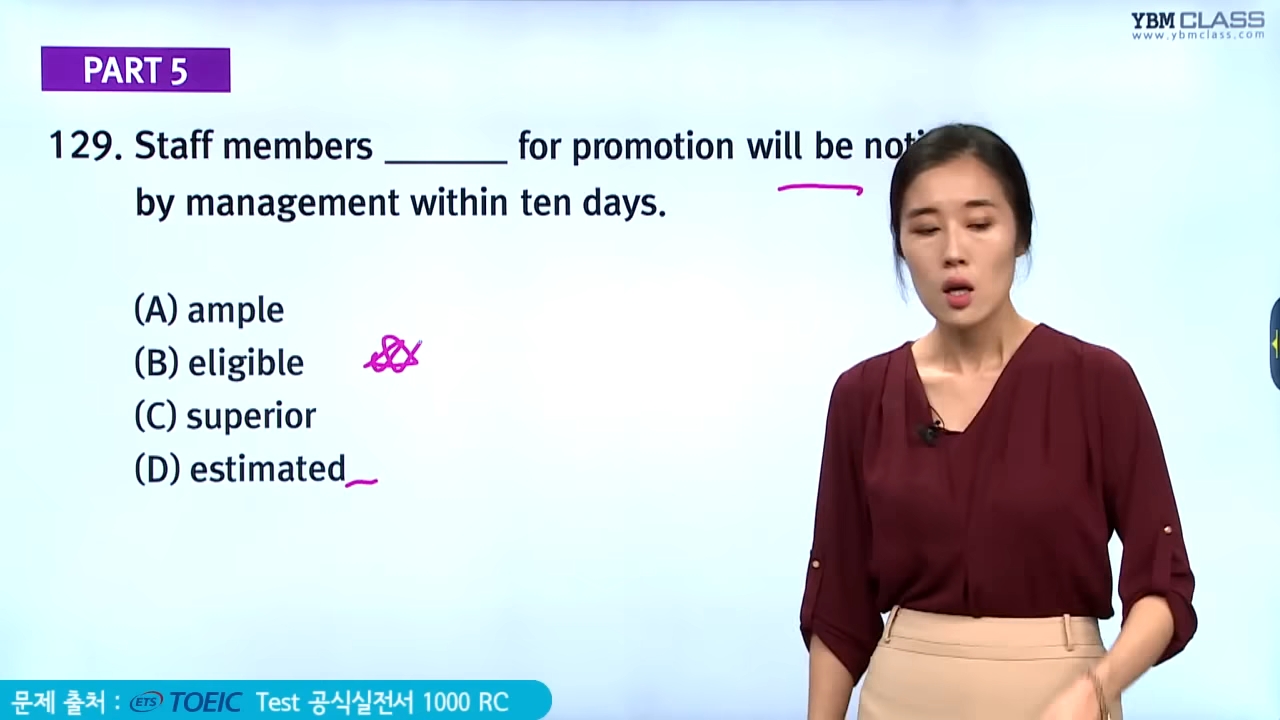 YBM CLASS
www.ybmclass.com
PART 5
129. Staff members _______ for promotion will be
by management within ten days.
(A) ample
(B) eligible
(C) superior
(D) estimated
문제 출처 : ETS TOEIC Test 공식실전서 1000 RC